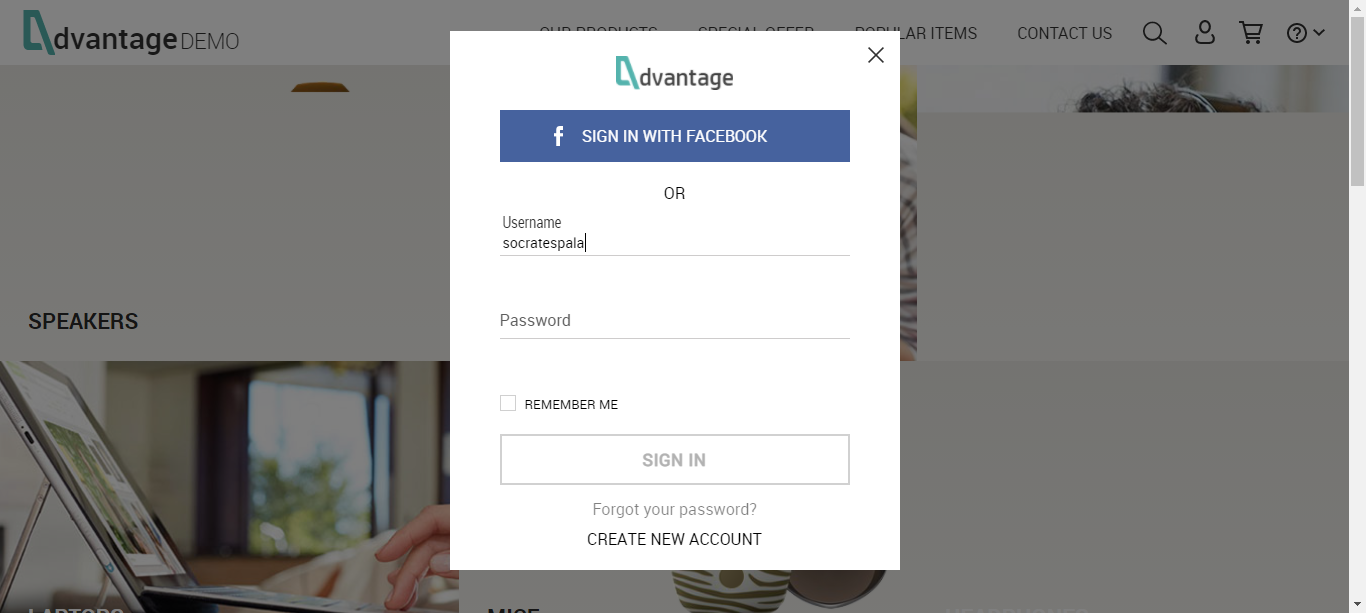 dvantage DEMO
OUR PRODUCTS SPECIAL OFFER POPULAR ITEMS CONTACT US
dvantage
f SIGN IN WITH FACEBOOK
OR
Username
socratespala
Password
REMEMBER ME
SIGN IN
Forgot your password?
CREATE NEW ACCOUNT
SPEAKERS
LAPTOPS
MICE
HEADPHONES